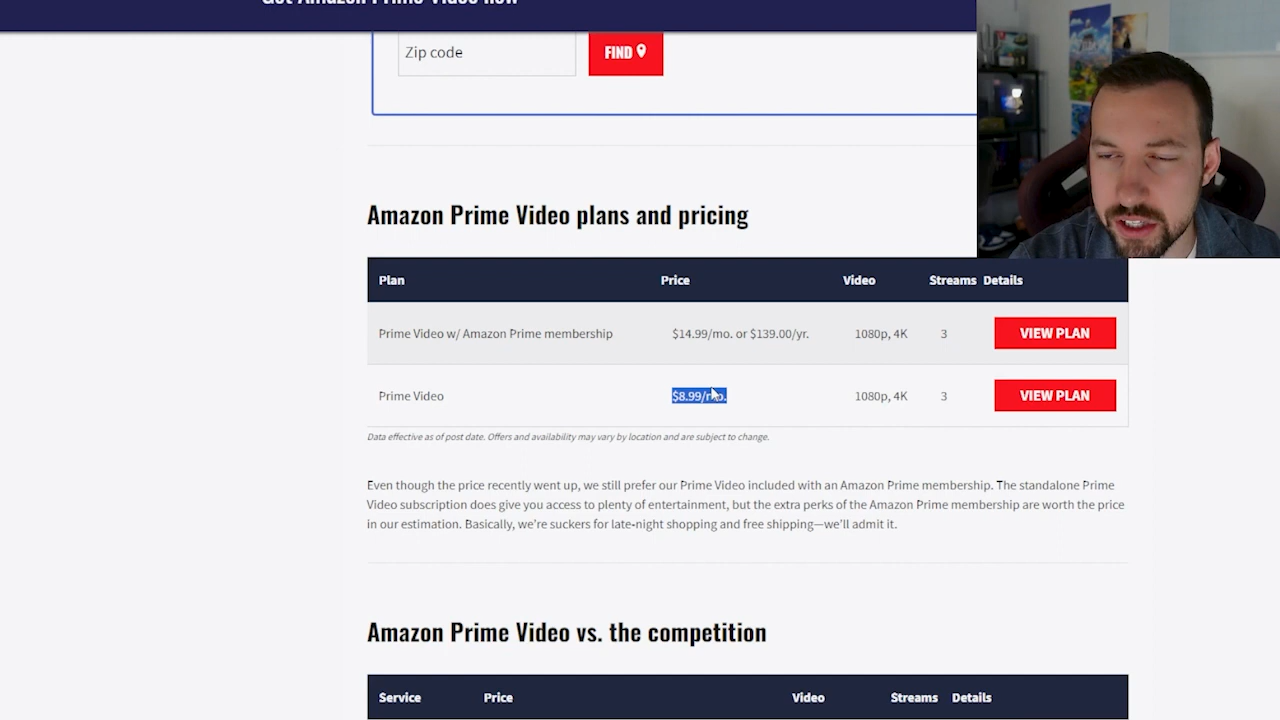 Get Amazon Prime Video now
Zip code
FIND
Amazon Prime Video plans and pricing
Plan Price Video Streams Details
Prime Video w/ Amazon Prime membership $14.99/mo. or $139.00/yr. 1080p, 4K 3 VIEW PLAN
Prime Video $8.99/mo. 1080p, 4K 3 VIEW PLAN
Data effective as of post date. Offers and availability may vary by location and are subject to change.
Even though the price recently went up, we still prefer our Prime Video included with an Amazon Prime membership. The standalone Prime
Video subscription does give you access to plenty of entertainment, but the extra perks of the Amazon Prime membership are worth the price
in our estimation. Basically, we're suckers for late-night shopping and free shipping—we'll admit it.
Amazon Prime Video vs. the competition
Service Price Video Streams Details